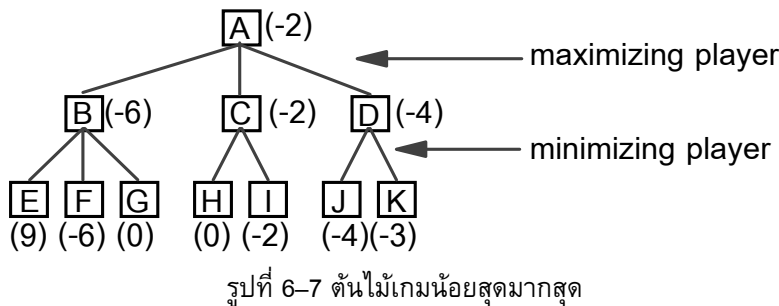 A (-2)
maximizing player
B (-6) C (-2) D (-4)
minimizing player
E F G H I J K
(9) (-6) (0) (0) (-2) (-4) (-3)
รูปที่ 6–7 ต้นไม้เกมน้อยสุดมากสุด